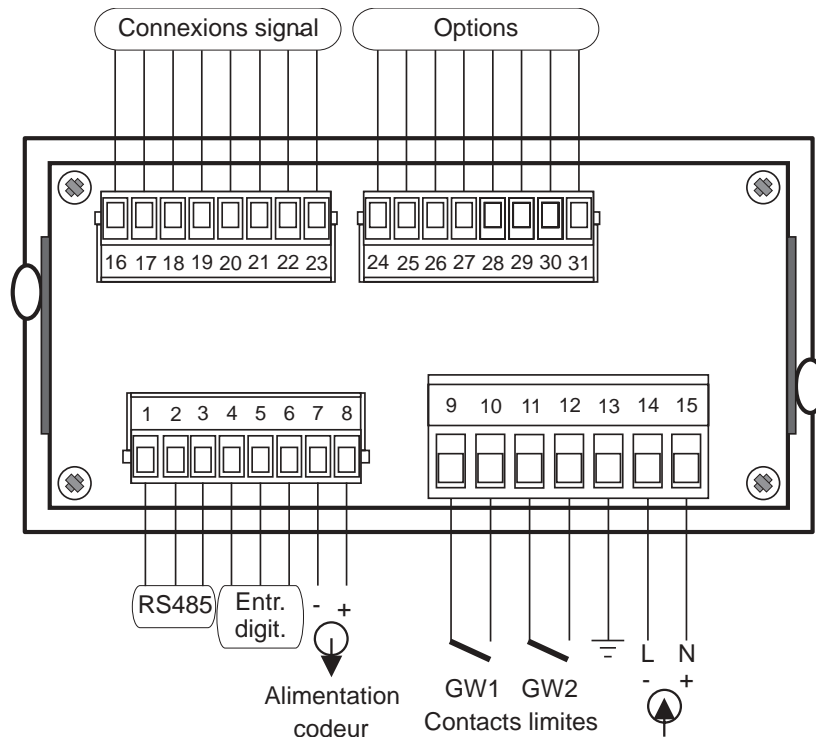 Connexions signal
Options
16 17 18 19 20 21 22 23
24 25 26 27 28 29 30 31
1 2 3 4 5 6 7 8
9 10 11 12 13 14 15
RS485
Entr.
digit.
- +
Alimentation
codeur
GW1 GW2
Contacts limites
L N
- +